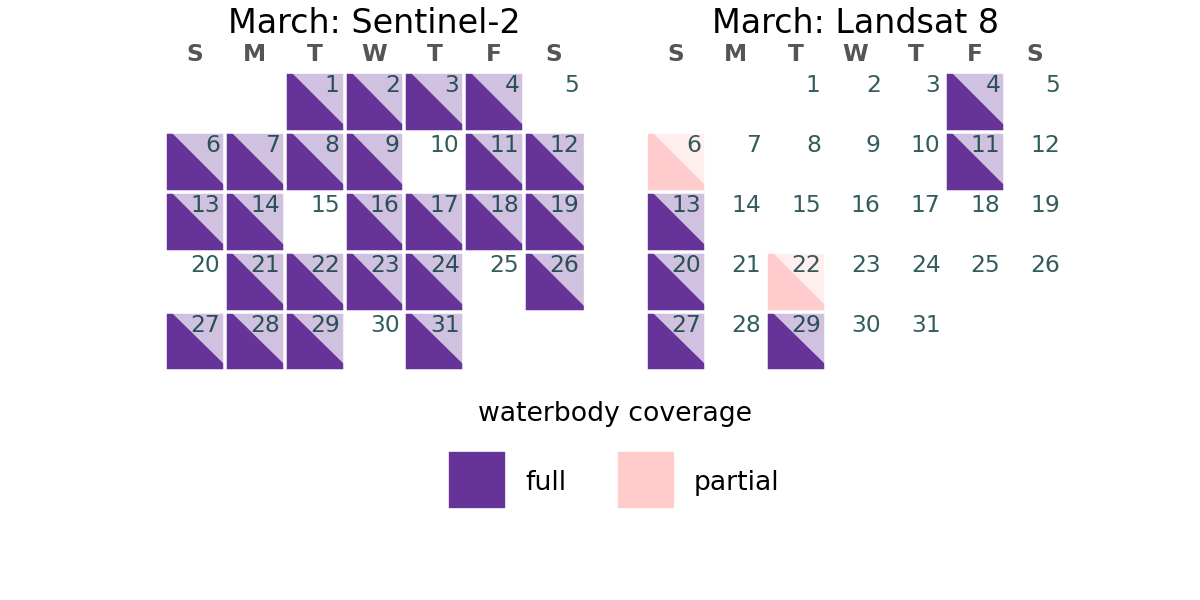 March: Sentinel-2
S M T W T F S
1 2 3 4 5
6 7 8 9 10 11 12
13 14 15 16 17 18 19
20 21 22 23 24 25 26
27 28 29 30 31
March: Landsat 8
S M T W T F S
1 2 3 4 5
6 7 8 9 10 11 12
13 14 15 16 17 18 19
20 21 22 23 24 25 26
27 28 29 30 31
waterbody coverage
full
partial